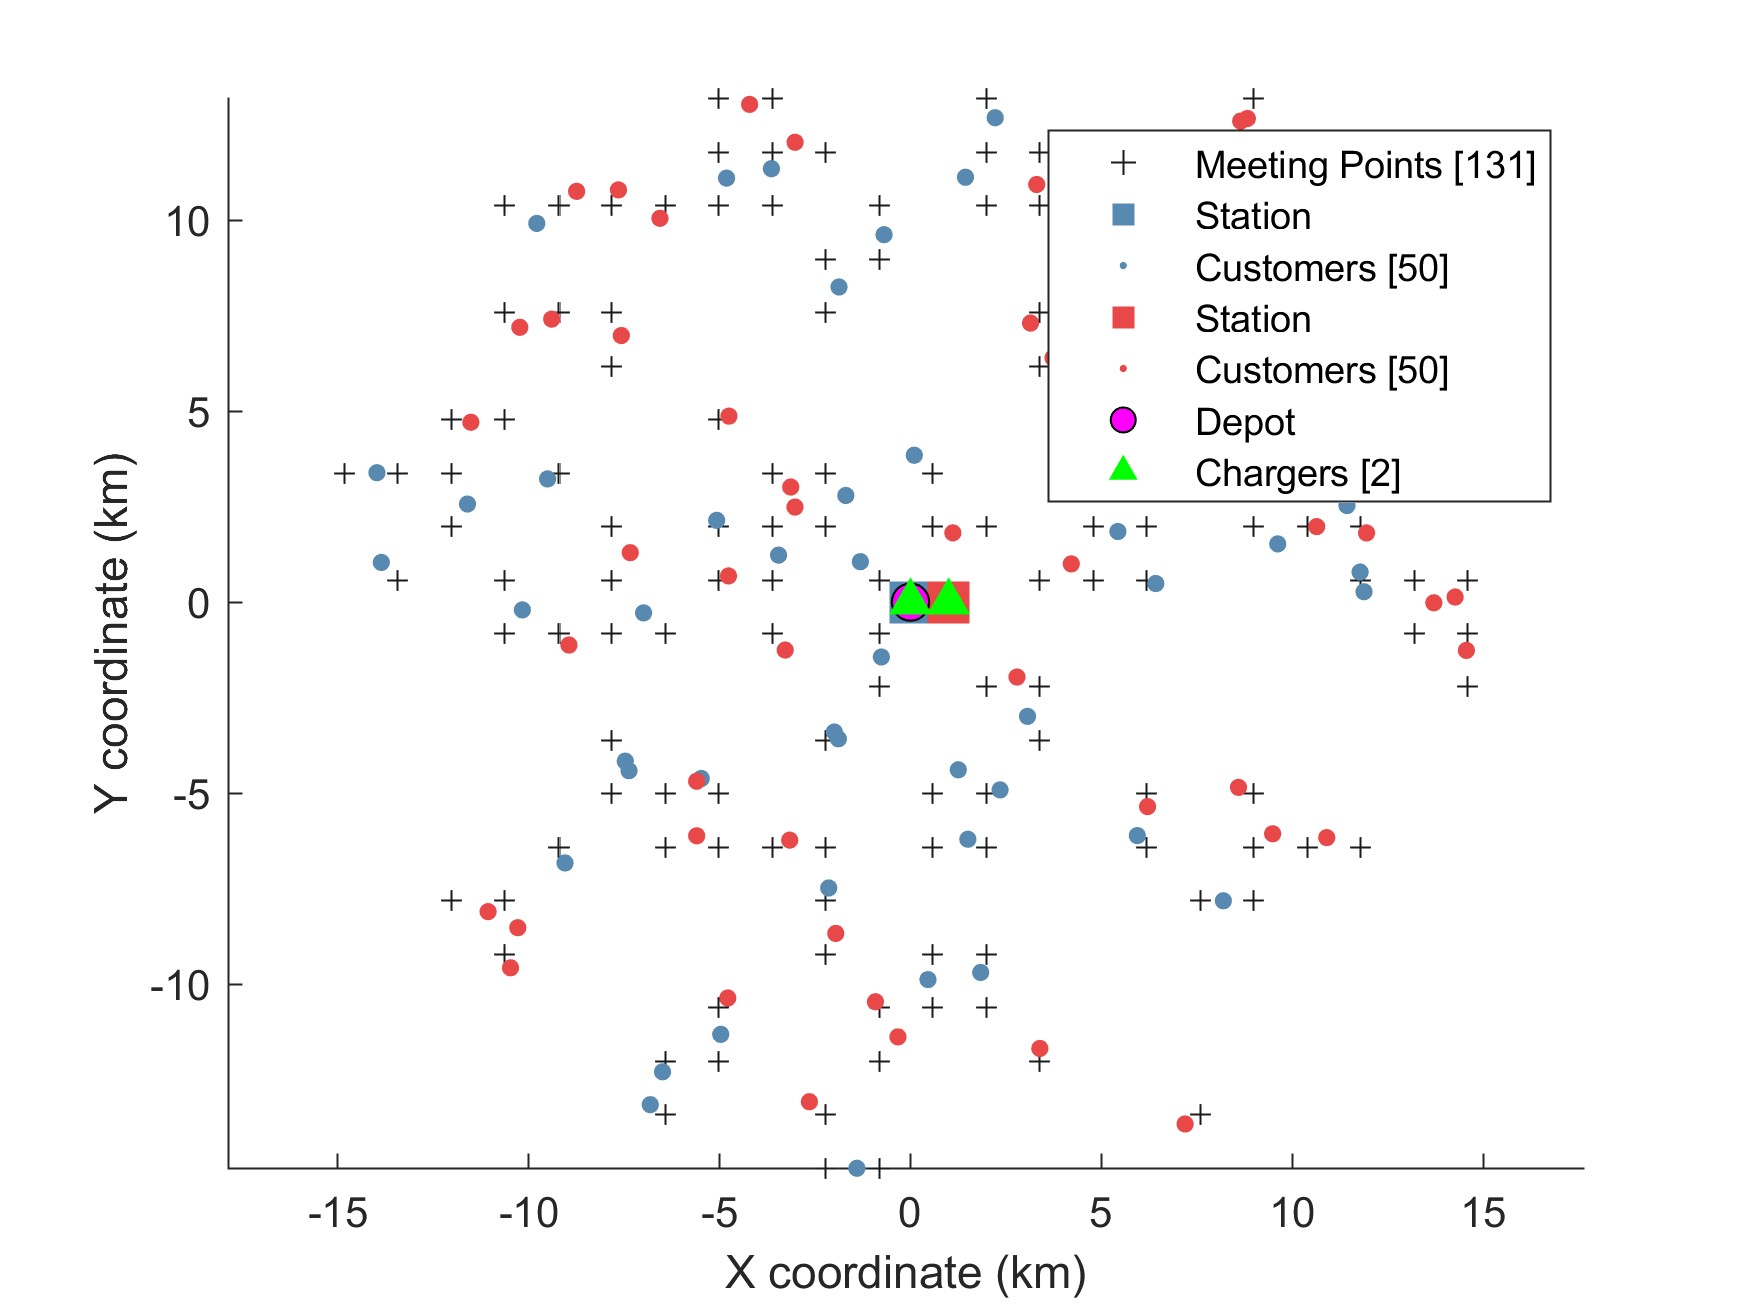 10
5
0
-5
-10
-15
-10
-5
0
5
10
15
X coordinate (km)
Y coordinate (km)
Meeting Points [131]
Station
Customers [50]
Station
Customers [50]
Depot
Chargers [2]